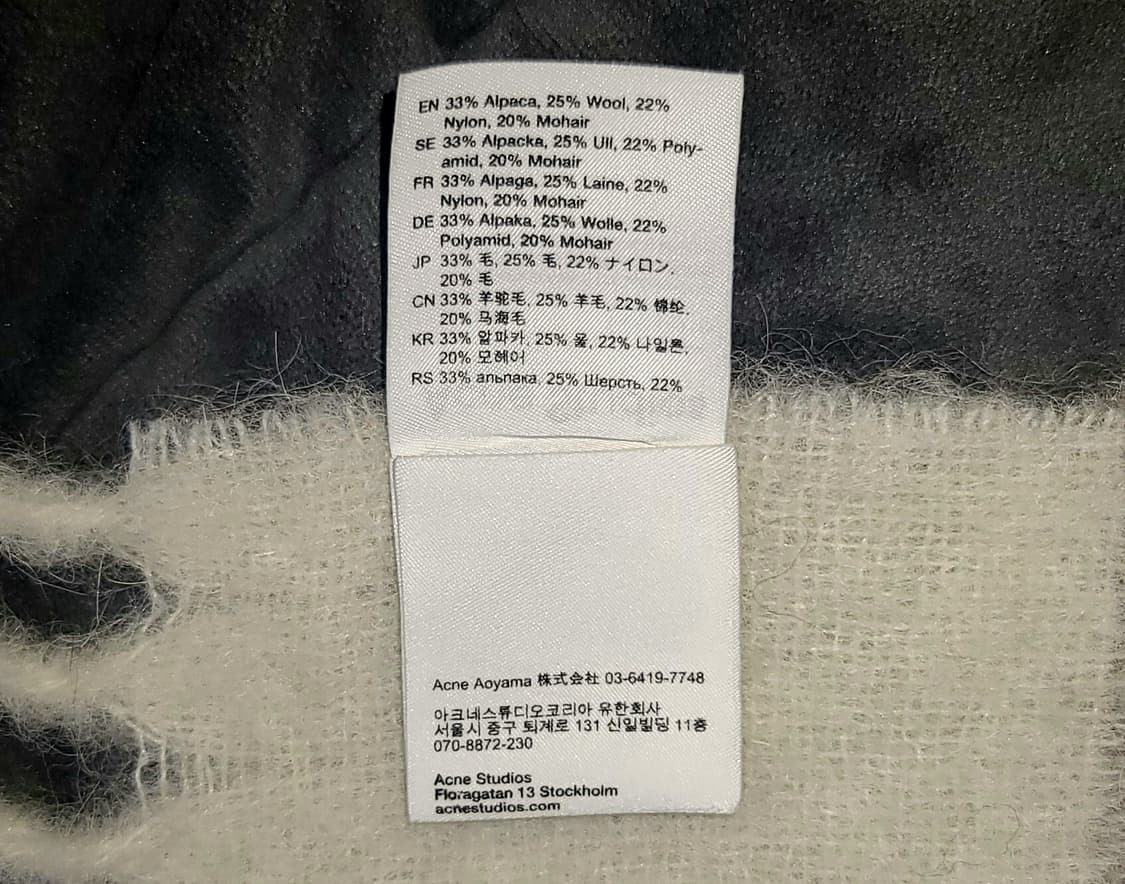 EN 33% Alpaca, 25% Wool, 22%
Nylon, 20% Mohair
SE 33% Alpacka, 25% Ull, 22% Poly-
amid, 20% Mohair
FR 33% Alpaga, 25% Laine, 22%
Nylon, 20% Mohair
DE 33% Alpaka, 25% Wolle, 22%
Polyamid, 20% Mohair
JP 33% 毛, 25% 毛, 22% ナイロン,
20% 毛
CN 33% 羊驼毛, 25% 羊毛, 22% 锦纶,
20% 马海毛
KR 33% 알파카, 25% 울, 22% 나일론,
20% 모헤어
RS 33% альпака, 25% Шерсть, 22%
Acne Aoyama 株式会社 03-6419-7748
아크네스튜디오코리아 유한회사
서울시 중구 퇴계로 131 신일빌딩 11층
070-8872-230
Acne Studios
Floragatan 13 Stockholm
acnestudios.com